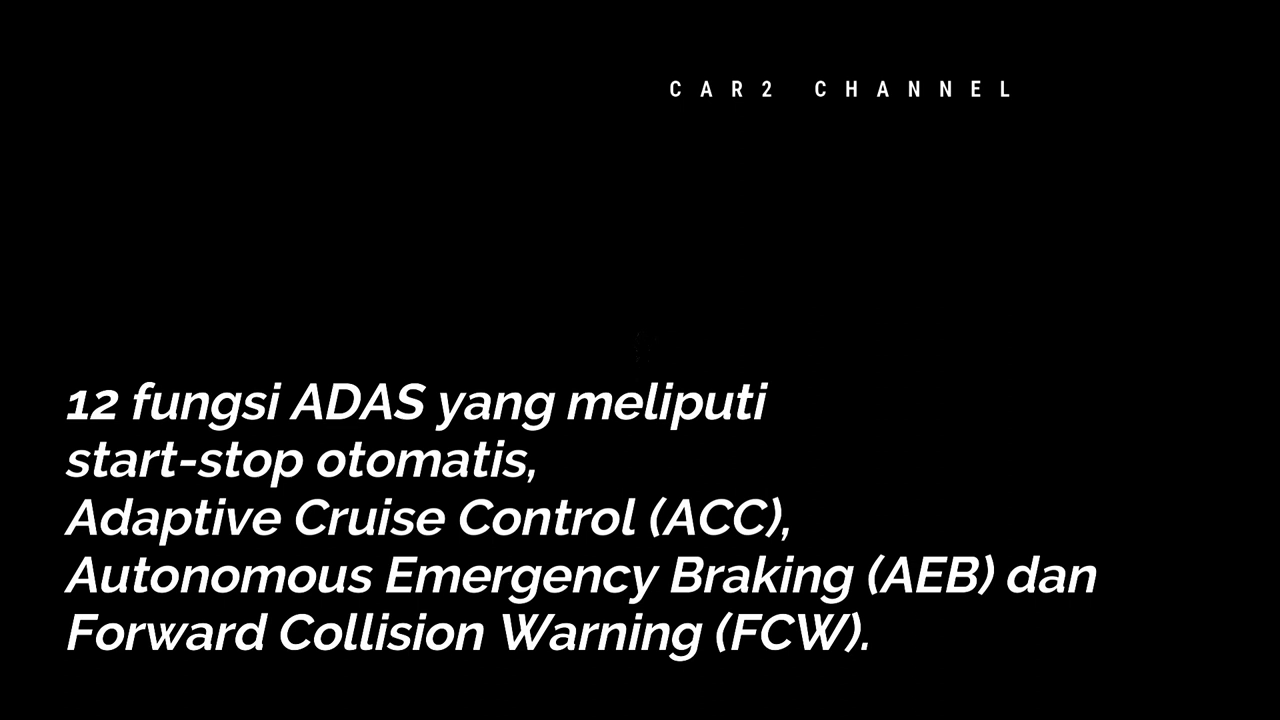 CAR2 CHANNEL
12 fungsi ADAS yang meliputi
start-stop otomatis,
Adaptive Cruise Control (ACC),
Autonomous Emergency Braking (AEB) dan
Forward Collision Warning (FCW).